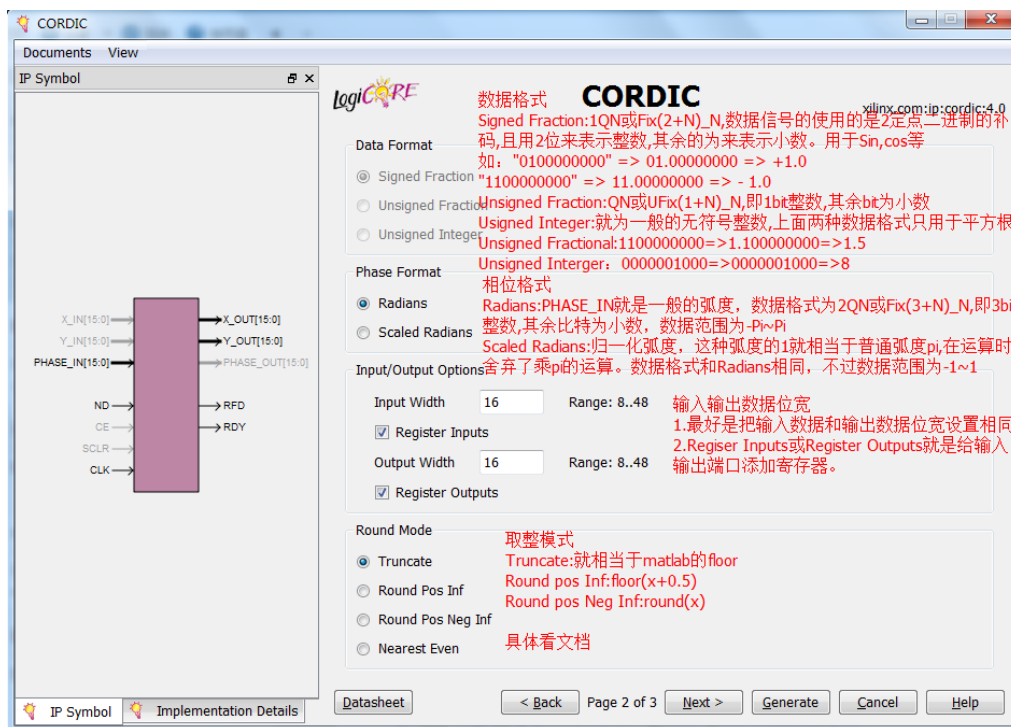 CORDIC
Documents View
IP Symbol
X_IN[15:0]
Y_IN[15:0]
PHASE_IN[15:0]
ND
CE
SCLR
CLK
X_OUT[15:0]
Y_OUT[15:0]
PHASE_OUT[15:0]
RFD
RDY
IP Symbol
Implementation Details
LogiCORE
CORDIC
xilinx.com:ip:cordic:4.0
数据格式
Signed Fraction:1QN或Fix(2+N)_N,数据信号的使用的是2定点二进制的补
码,且用2位来表示整数,其余的为来表示小数。用于Sin,cos等
如："0100000000" => 01.00000000 => +1.0
"1100000000" => 11.00000000 => - 1.0
Unsigned Fraction:QN或UFix(1+N)_N,即1bit整数,其余bit为小数
Usigned Integer:就为一般的无符号整数,上面两种数据格式只用于平方根
Unsigned Fractional:1100000000=>1.100000000=>1.5
Unsigned Interger：0000001000=>0000001000=>8
Data Format
Signed Fraction
Unsigned Fraction
Unsigned Integer
Phase Format
Radians
Scaled Radians
相位格式
Radians:PHASE_IN就是一般的弧度，数据格式为2QN或Fix(3+N)_N,即3bi
整数,其余比特为小数，数据范围为-Pi~Pi
Scaled Radians:归一化弧度，这种弧度的1就相当于普通弧度pi,在运算时
舍弃了乘pi的运算。数据格式和Radians相同，不过数据范围为-1~1
Input/Output Options
Input Width 16 Range: 8..48
Register Inputs
Output Width 16 Range: 8..48
Register Outputs
输入输出数据位宽
1.最好是把输入数据和输出数据位宽设置相同
2.Regiser Inputs或Register Outputs就是给输入
输出端口添加寄存器。
Round Mode
Truncate
Round Pos Inf
Round Pos Neg Inf
Nearest Even
取整模式
Truncate:就相当于matlab的floor
Round pos Inf:floor(x+0.5)
Round pos Neg Inf:round(x)
具体看文档
Datasheet
< Back Page 2 of 3 Next > Generate Cancel Help